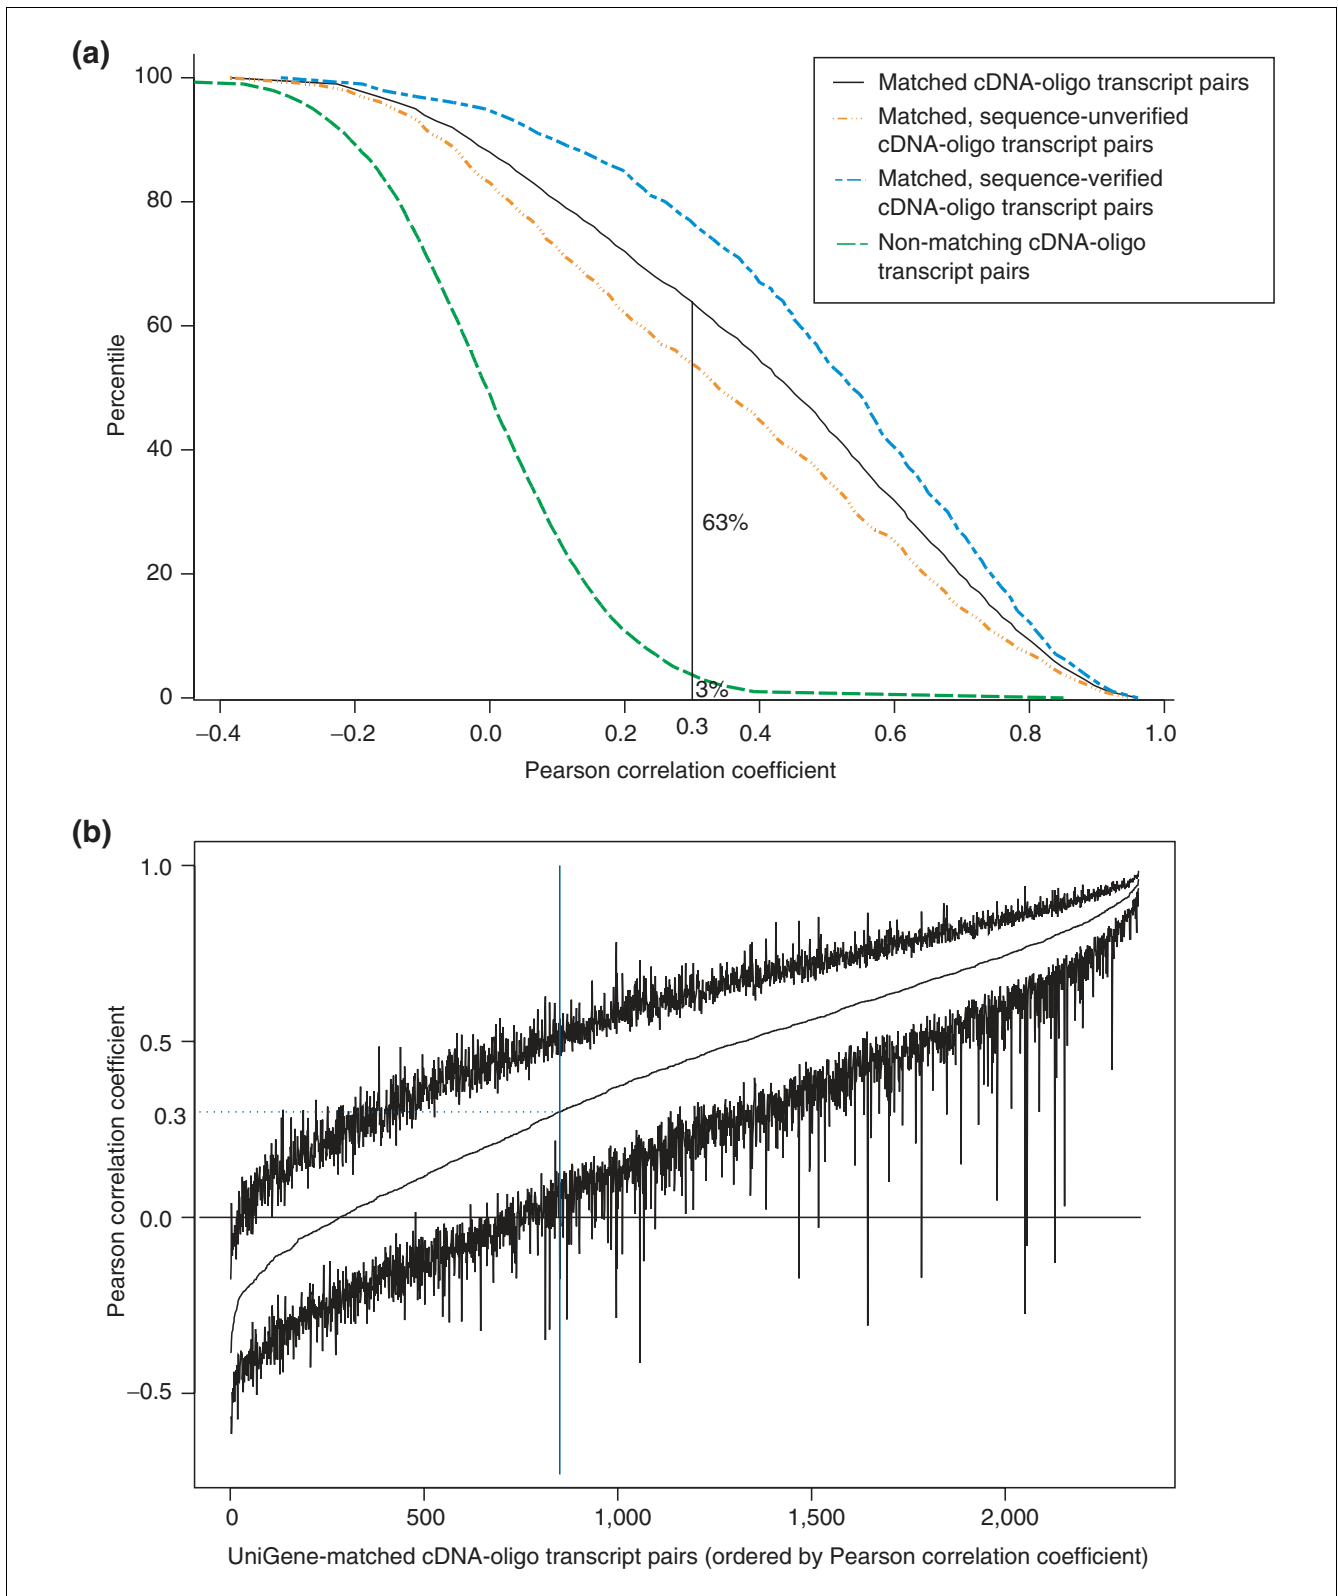 (a)
100
80
60
40
20
0
Percentile
Matched cDNA-oligo transcript pairs
Matched, sequence-unverified
cDNA-oligo transcript pairs
Matched, sequence-verified
cDNA-oligo transcript pairs
Non-matching cDNA-oligo
transcript pairs
63%
3%
−0.4 −0.2 0.0 0.2 0.3 0.4 0.6 0.8 1.0
Pearson correlation coefficient
(b)
1.0
0.5
0.3
0.0
−0.5
Pearson correlation coefficient
0 500 1,000 1,500 2,000
UniGene-matched cDNA-oligo transcript pairs (ordered by Pearson correlation coefficient)